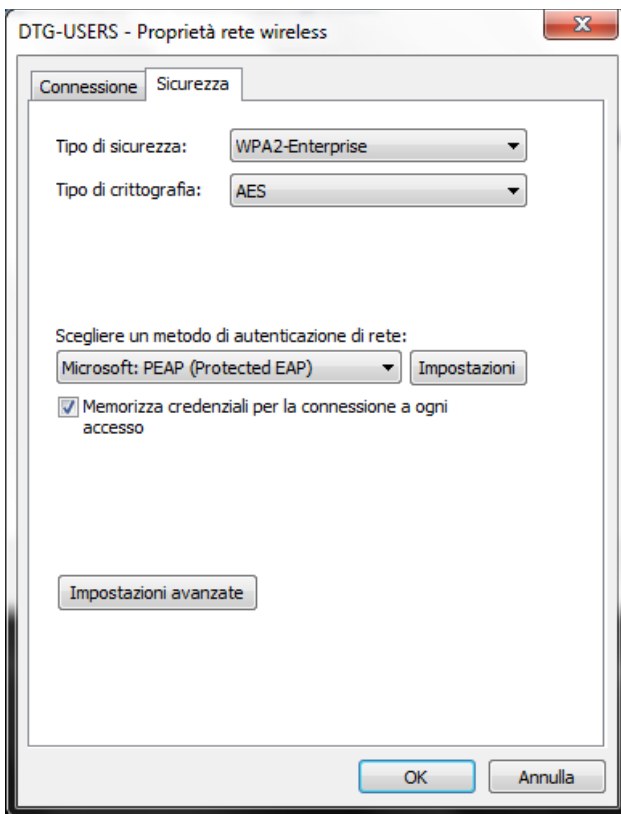 DTG-USERS - Proprietà rete wireless
Connessione
Sicurezza
Tipo di sicurezza:
WPA2-Enterprise
Tipo di crittografia:
AES
Scegliere un metodo di autenticazione di rete:
Microsoft: PEAP (Protected EAP)
Impostazioni
Memorizza credenziali per la connessione a ogni
accesso
Impostazioni avanzate
OK
Annulla